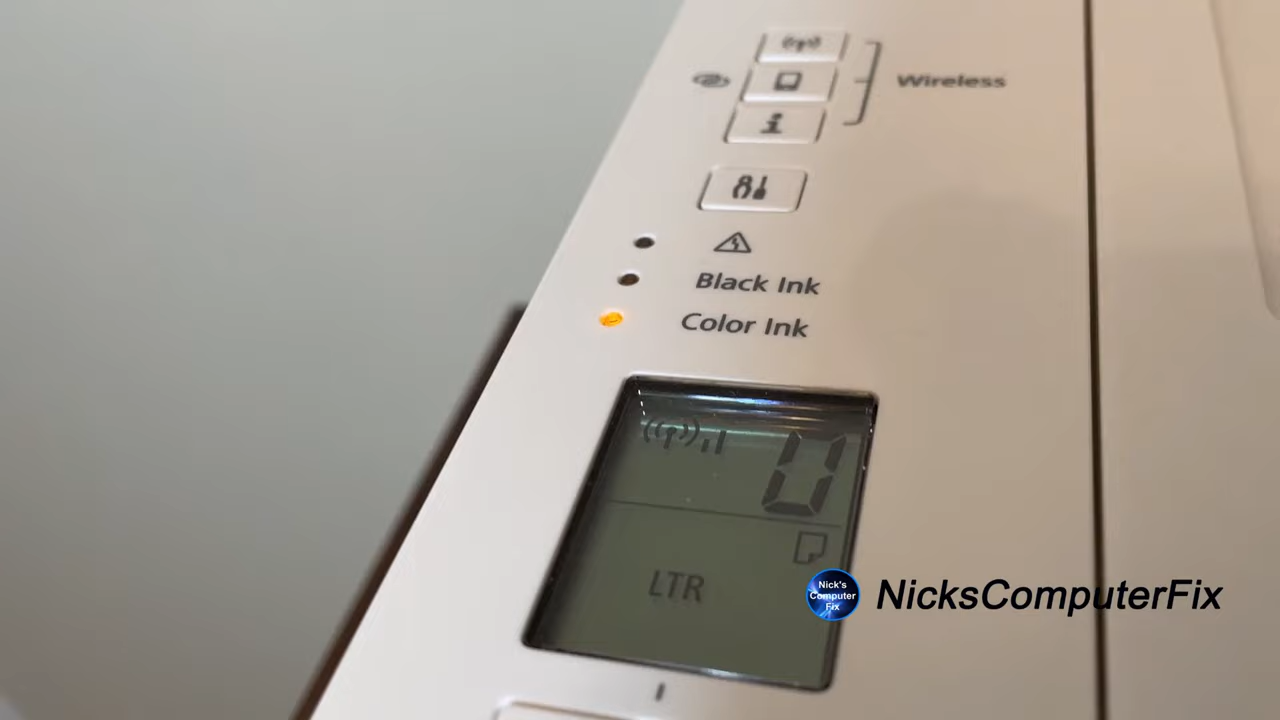 Wireless
Black Ink
Color Ink
0
LTR
Nick's
Computer
Fix
NicksComputerFix